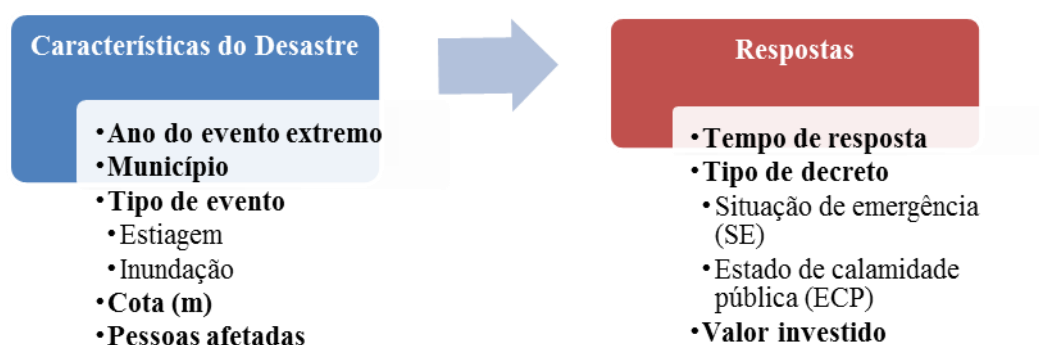 Características do Desastre
•Ano do evento extremo
•Município
•Tipo de evento
•Estiagem
•Inundação
•Cota (m)
•Pessoas afetadas
Respostas
•Tempo de resposta
•Tipo de decreto
•Situação de emergência
(SE)
•Estado de calamidade
pública (ECP)
•Valor investido